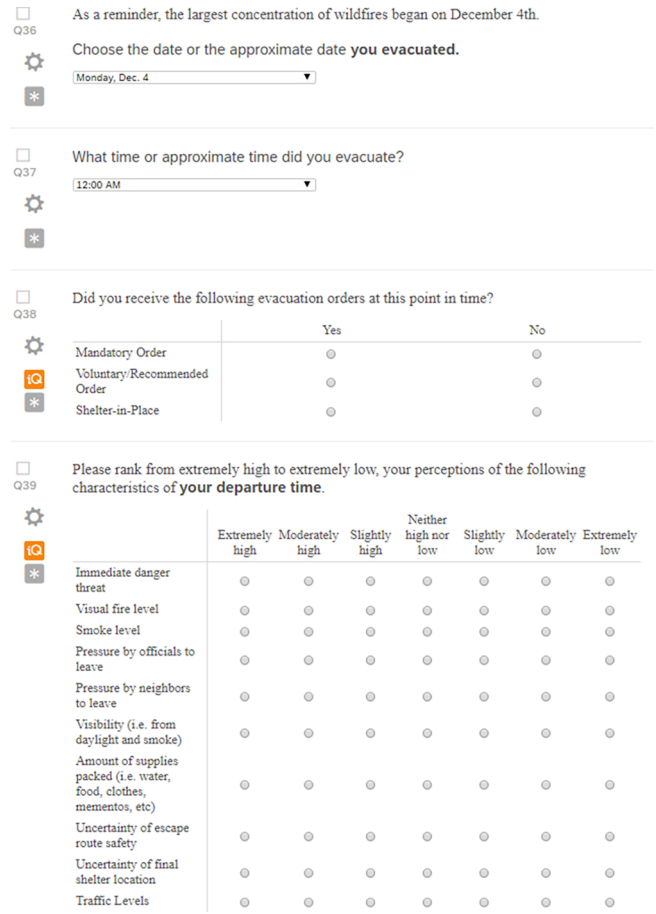 As a reminder, the largest concentration of wildfires began on December 4th.
Q36
Choose the date or the approximate date you evacuated.
Monday, Dec. 4
*
What time or approximate time did you evacuate?
Q37
12:00 AM
*
Did you receive the following evacuation orders at this point in time?
Q38
Yes No
Mandatory Order
iQ
Voluntary/Recommended
Order
*
Shelter-in-Place
Please rank from extremely high to extremely low, your perceptions of the following
Q39
characteristics of your departure time.
Extremely high
Moderately high
Slightly high
Neither high nor low
Slightly low
Moderately low
Extremely low
iQ
*
Immediate danger
threat
Visual fire level
Smoke level
Pressure by officials to
leave
Pressure by neighbors
to leave
Visibility (i.e. from
daylight and smoke)
Amount of supplies
packed (i.e. water,
food, clothes,
mementos, etc)
Uncertainty of escape
route safety
Uncertainty of final
shelter location
Traffic Levels